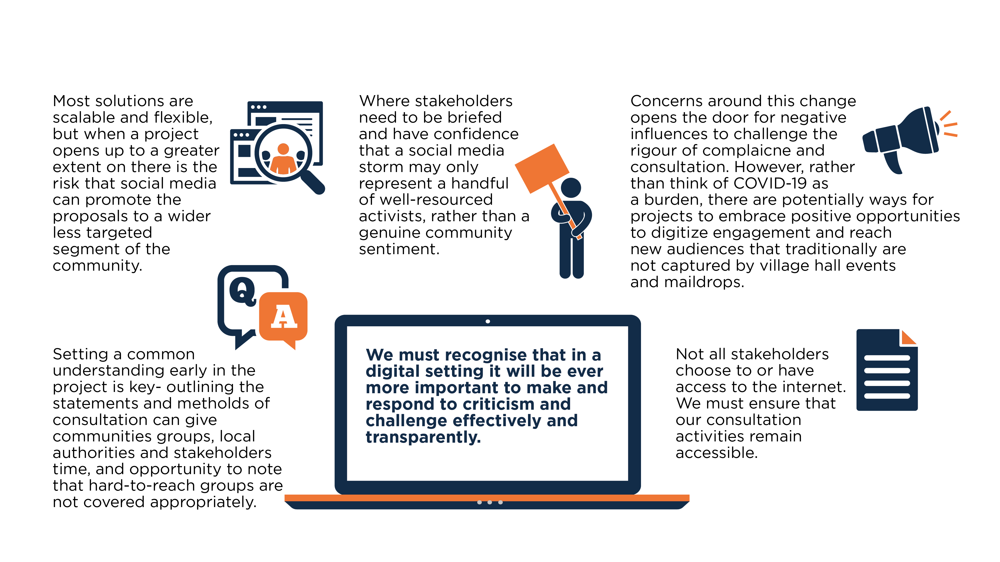 Most solutions are
scalable and flexible,
but when a project
opens up to a greater
extent on there is the
risk that social media
can promote the
proposals to a wider
less targeted
segment of the
community.
Where stakeholders
need to be briefed
and have confidence
that a social media
storm may only
represent a handful
of well-resourced
activists, rather than a
genuine community
sentiment.
Concerns around this change
opens the door for negative
influences to challenge the
rigour of complaicne and
consultation. However, rather
than think of COVID-19 as
a burden, there are potentially ways for
projects to embrace positive opportunities
to digitize engagement and reach
new audiences that traditionally are
not captured by village hall events
and maildrops.
Q
A
Setting a common
understanding early in the
project is key- outlining the
statements and metholds of
consultation can give
communities groups, local
authorities and stakeholders
time, and opportunity to note
that hard-to-reach groups are
not covered appropriately.
We must recognise that in a
digital setting it will be ever
more important to make and
respond to criticism and
challenge effectively and
transparently.
Not all stakeholders
choose to or have
access to the internet.
We must ensure that
our consultation
activities remain
accessible.